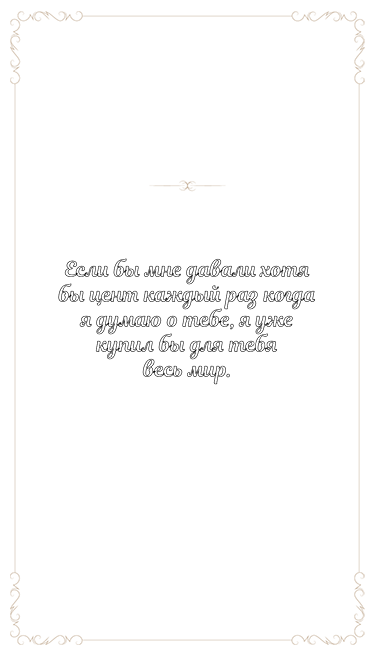 Если бы мне давали хотя
бы цент каждый раз когда
я думаю о тебе, я уже
купил бы для тебя
весь мир.